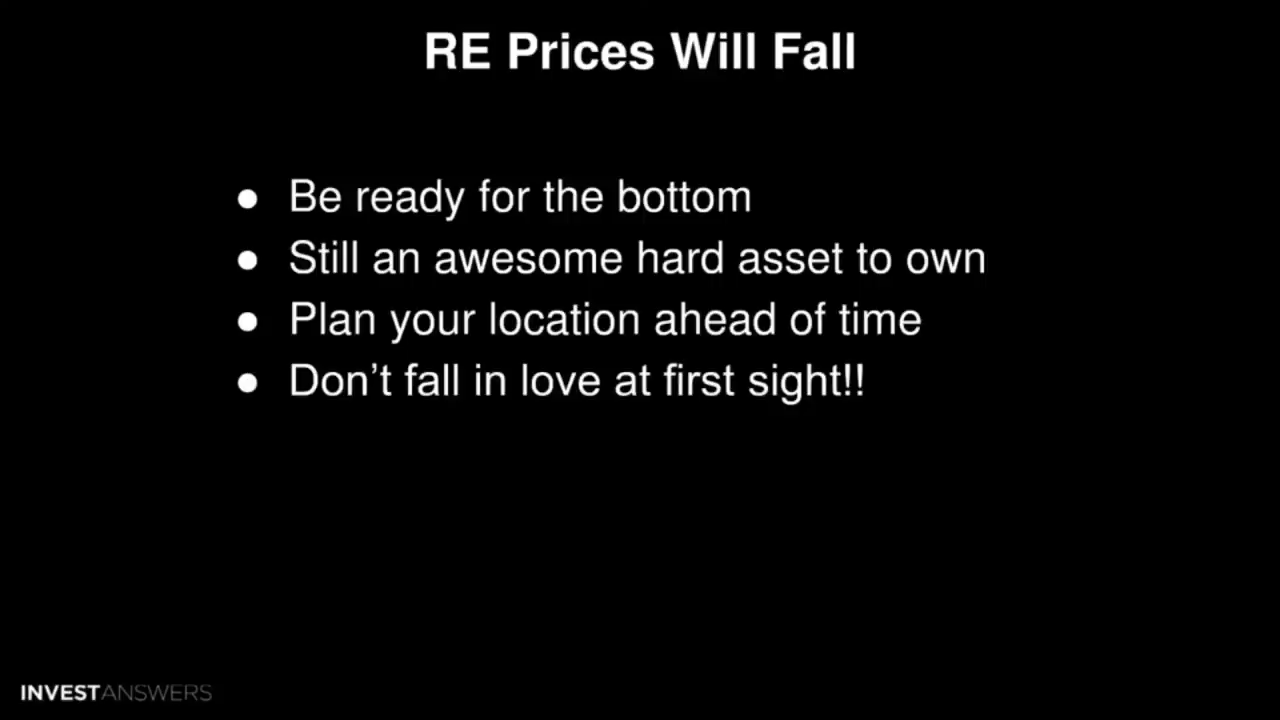 RE Prices Will Fall
● Be ready for the bottom
● Still an awesome hard asset to own
● Plan your location ahead of time
● Don’t fall in love at first sight!!
INVESTANSWERS